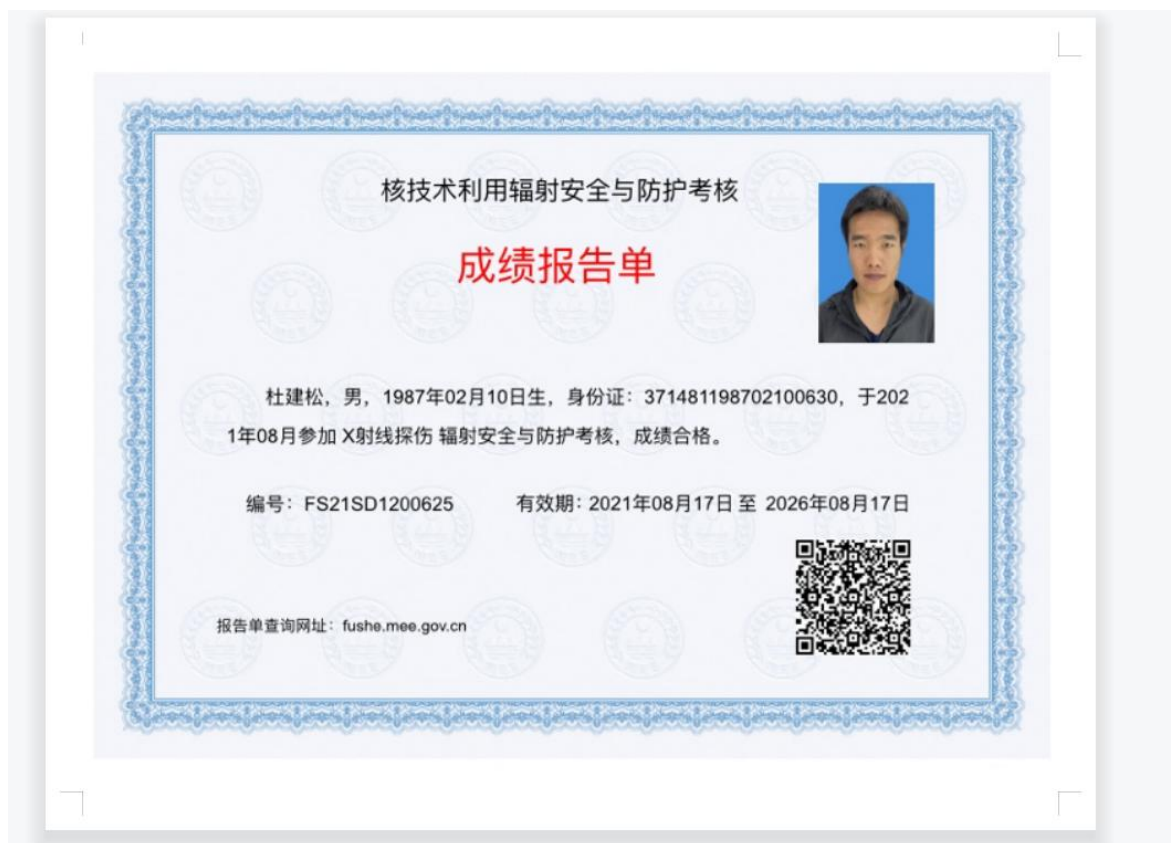 核技术利用辐射安全与防护考核
成绩报告单
杜建松，男，1987年02月10日生，身份证：371481198702100630，于202
1年08月参加 X射线探伤 辐射安全与防护考核，成绩合格。
编号：FS21SD1200625 有效期：2021年08月17日 至 2026年08月17日
报告单查询网址：fushe.mee.gov.cn